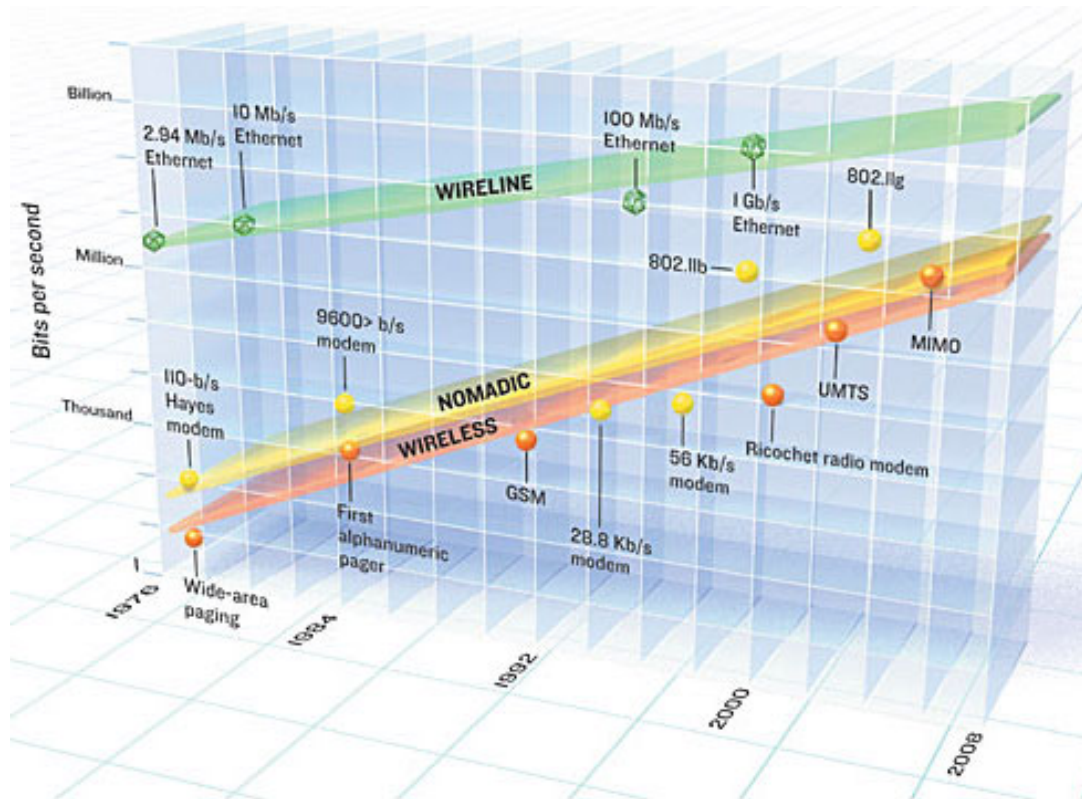 Bits per second
Billion
Million
Thousand
1
2.94 Mb/s
Ethernet
10 Mb/s
Ethernet
WIRELINE
100 Mb/s
Ethernet
1 Gb/s
Ethernet
802.11g
802.11b
9600> b/s
modem
110-b/s
Hayes
modem
NOMADIC
WIRELESS
MIMO
UMTS
Ricochet radio modem
56 Kb/s
modem
GSM
28.8 Kb/s
modem
First
alphanumeric
pager
Wide-area
paging
1976
1984
1992
2000
2008